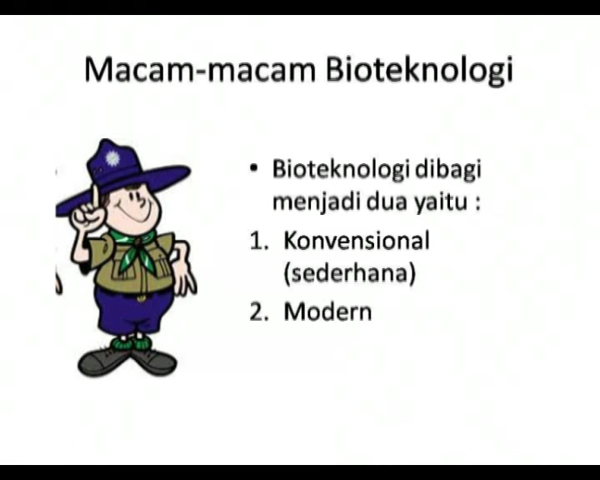 Macam-macam Bioteknologi
• Bioteknologi dibagi
menjadi dua yaitu :
1. Konvensional
(sederhana)
2. Modern